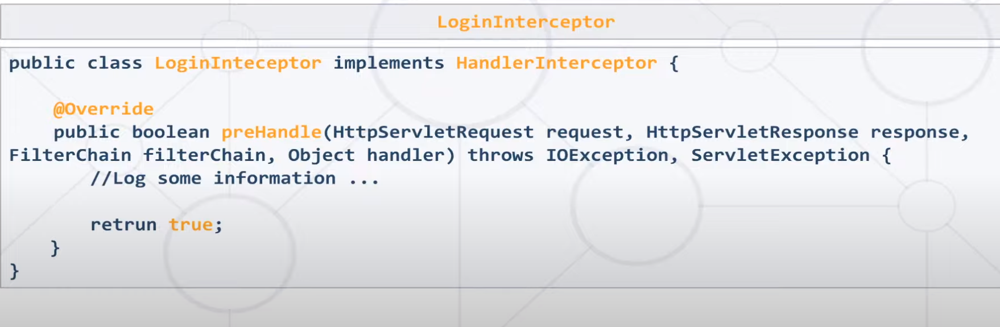 LoginInterceptor
public class LoginInteceptor implements HandlerInterceptor {
@Override
public boolean preHandle(HttpServletRequest request, HttpServletResponse response,
FilterChain filterChain, Object handler) throws IOException, ServletException {
//Log some information ...
retrun true;
}
}